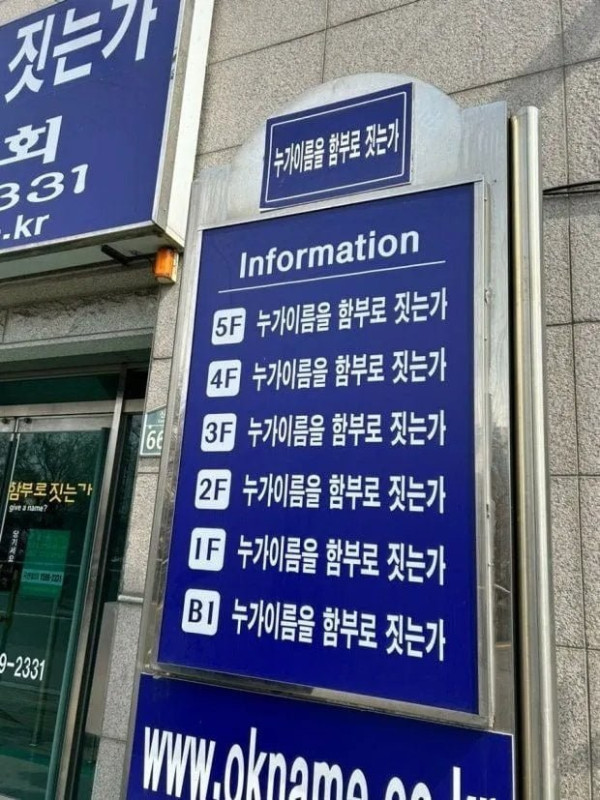 짓는가
회
331
.kr
누가이름을 함부로 짓는가
Information
5F 누가이름을 함부로 짓는가
4F 누가이름을 함부로 짓는가
3F 누가이름을 함부로 짓는가
2F 누가이름을 함부로 짓는가
1F 누가이름을 함부로 짓는가
B1 누가이름을 함부로 짓는가
www.okname.co.kr
66
함부로짓는가
give a name?
9-2331